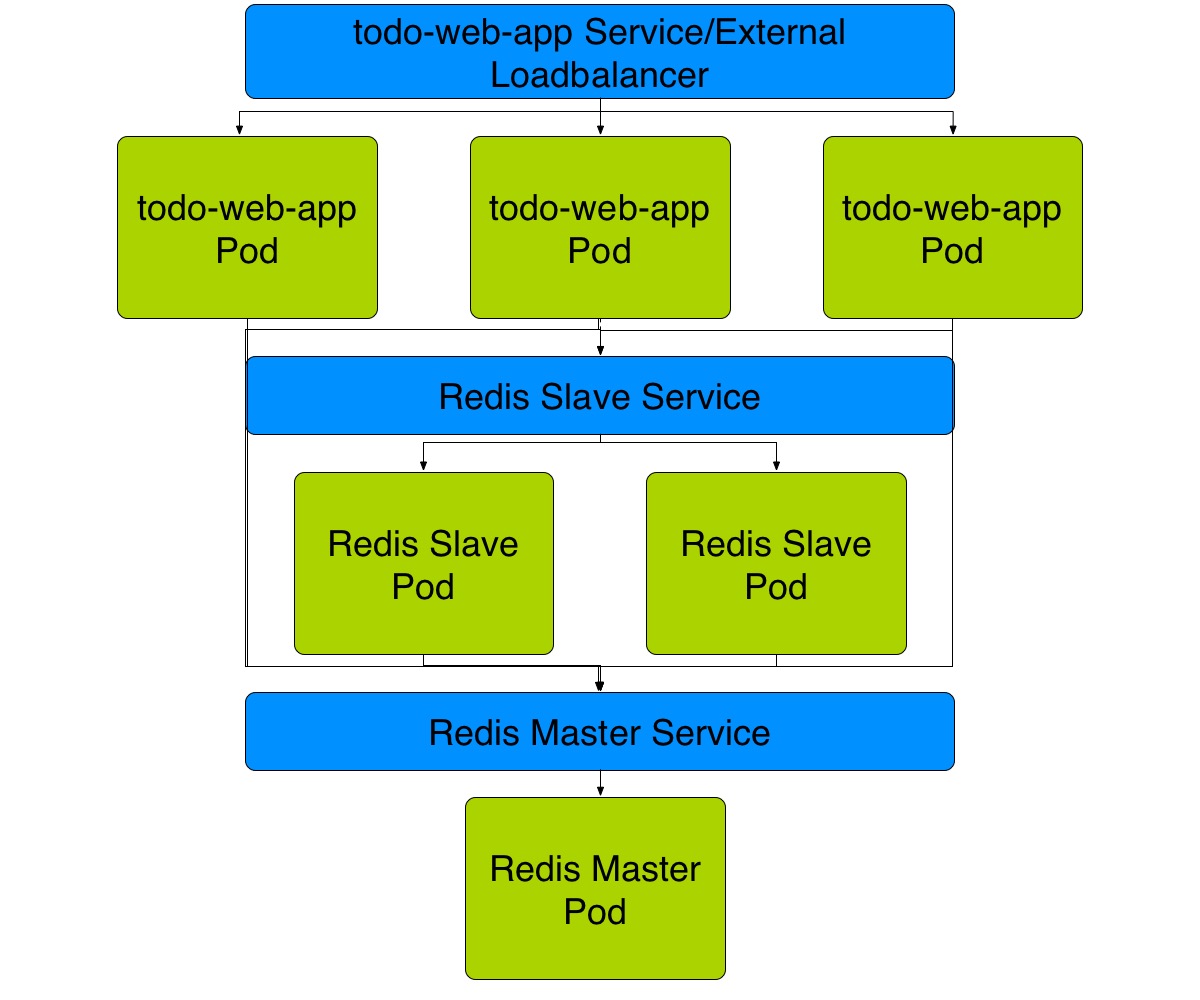 todo-web-app Service/External
Loadbalancer
todo-web-app
Pod
todo-web-app
Pod
todo-web-app
Pod
Redis Slave Service
Redis Slave
Pod
Redis Slave
Pod
Redis Master Service
Redis Master
Pod